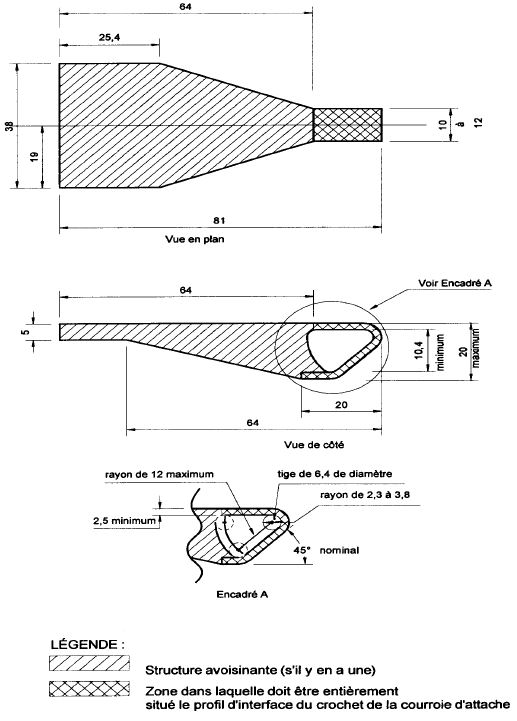 64
25,4
38
19
10
à
12
81
Vue en plan
64
Voir Encadré A
5
10,4
minimum
20
maximum
20
64
Vue de côté
rayon de 12 maximum
tige de 6,4 de diamètre
rayon de 2,3 à 3,8
2,5 minimum
45° nominal
Encadré A
LÉGENDE :
Structure avoisinante (s'il y en a une)
Zone dans laquelle doit être entièrement
situé le profil d'interface du crochet de la courroie d'attache